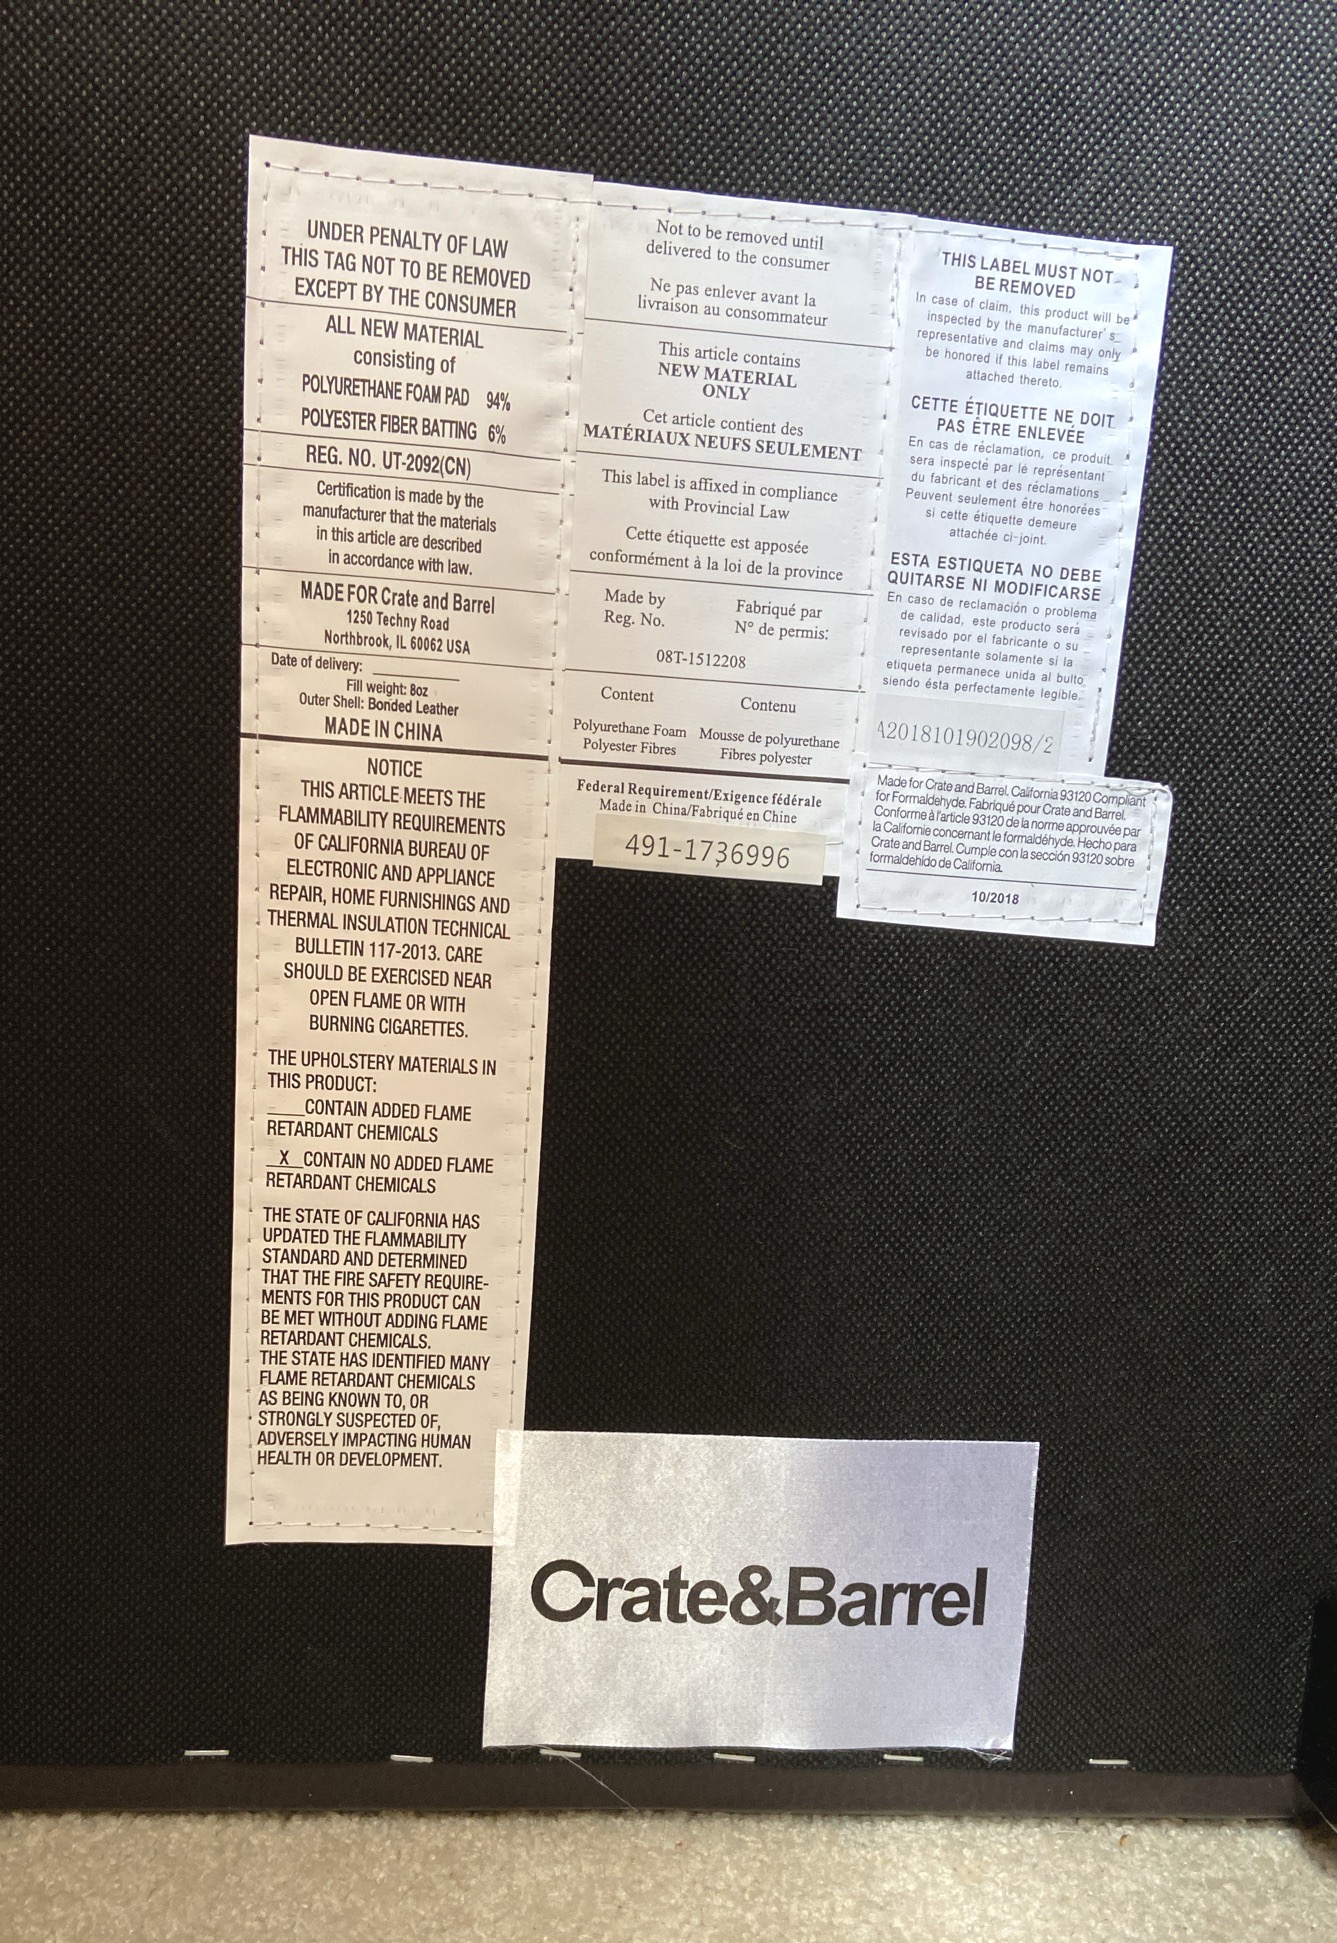 UNDER PENALTY OF LAW
THIS TAG NOT TO BE REMOVED
EXCEPT BY THE CONSUMER
ALL NEW MATERIAL
consisting of
POLYURETHANE FOAM PAD 94%
POLYESTER FIBER BATTING 6%
REG. NO. UT-2092(CN)
Certification is made by the
manufacturer that the materials
in this article are described
in accordance with law.
MADE FOR Crate and Barrel
1250 Techny Road
Northbrook, IL 60062 USA
Date of delivery:
Fill weight: 8oz
Outer Shell: Bonded Leather
MADE IN CHINA
NOTICE
THIS ARTICLE MEETS THE
FLAMMABILITY REQUIREMENTS
OF CALIFORNIA BUREAU OF
ELECTRONIC AND APPLIANCE
REPAIR, HOME FURNISHINGS AND
THERMAL INSULATION TECHNICAL
BULLETIN 117-2013. CARE
SHOULD BE EXERCISED NEAR
OPEN FLAME OR WITH
BURNING CIGARETTES.
THE UPHOLSTERY MATERIALS IN
THIS PRODUCT:
____CONTAIN ADDED FLAME
RETARDANT CHEMICALS
_X_CONTAIN NO ADDED FLAME
RETARDANT CHEMICALS
THE STATE OF CALIFORNIA HAS
UPDATED THE FLAMMABILITY
STANDARD AND DETERMINED
THAT THE FIRE SAFETY REQUIRE-
MENTS FOR THIS PRODUCT CAN
BE MET WITHOUT ADDING FLAME
RETARDANT CHEMICALS.
THE STATE HAS IDENTIFIED MANY
FLAME RETARDANT CHEMICALS
AS BEING KNOWN TO, OR
STRONGLY SUSPECTED OF,
ADVERSELY IMPACTING HUMAN
HEALTH OR DEVELOPMENT.
Not to be removed until
delivered to the consumer
Ne pas enlever avant la
livraison au consommateur
This article contains
NEW MATERIAL
ONLY
Cet article contient des
MATÉRIAUX NEUFS SEULEMENT
This label is affixed in compliance
with Provincial Law
Cette étiquette est apposée
conformément à la loi de la province
Made by Fabriqué par
Reg. No. N° de permis:
08T-1512208
Content Contenu
Polyurethane Foam Mousse de polyurethane
Polyester Fibres Fibres polyester
Federal Requirement/Exigence fédérale
Made in China/Fabriqué en Chine
491-1736996
THIS LABEL MUST NOT
BE REMOVED
In case of claim, this product will be
inspected by the manufacturer's
representative and claims may only
be honored if this label remains
attached thereto.
CETTE ÉTIQUETTE NE DOIT
PAS ÊTRE ENLEVÉE
En cas de réclamation, ce produit
sera inspecté par le représentant
du fabricant et des réclamations
Peuvent seulement être honorées
si cette étiquette demeure
attachée ci-joint.
ESTA ESTIQUETA NO DEBE
QUITARSE NI MODIFICARSE
En caso de reclamación o problema
de calidad, este producto será
revisado por el fabricante o su
representante solamente si la
etiqueta permanece unida al bulto
siendo ésta perfectamente legible.
A2018101902098/2
Made for Crate and Barrel. California 93120 Compliant
for Formaldehyde. Fabriqué pour Crate and Barrel.
Conforme à l'article 93120 de la norme approuvée par
la Californie concernant le formaldéhyde. Hecho para
Crate and Barrel. Cumple con la sección 93120 sobre
formaldehído de California.
10/2018
Crate&Barrel